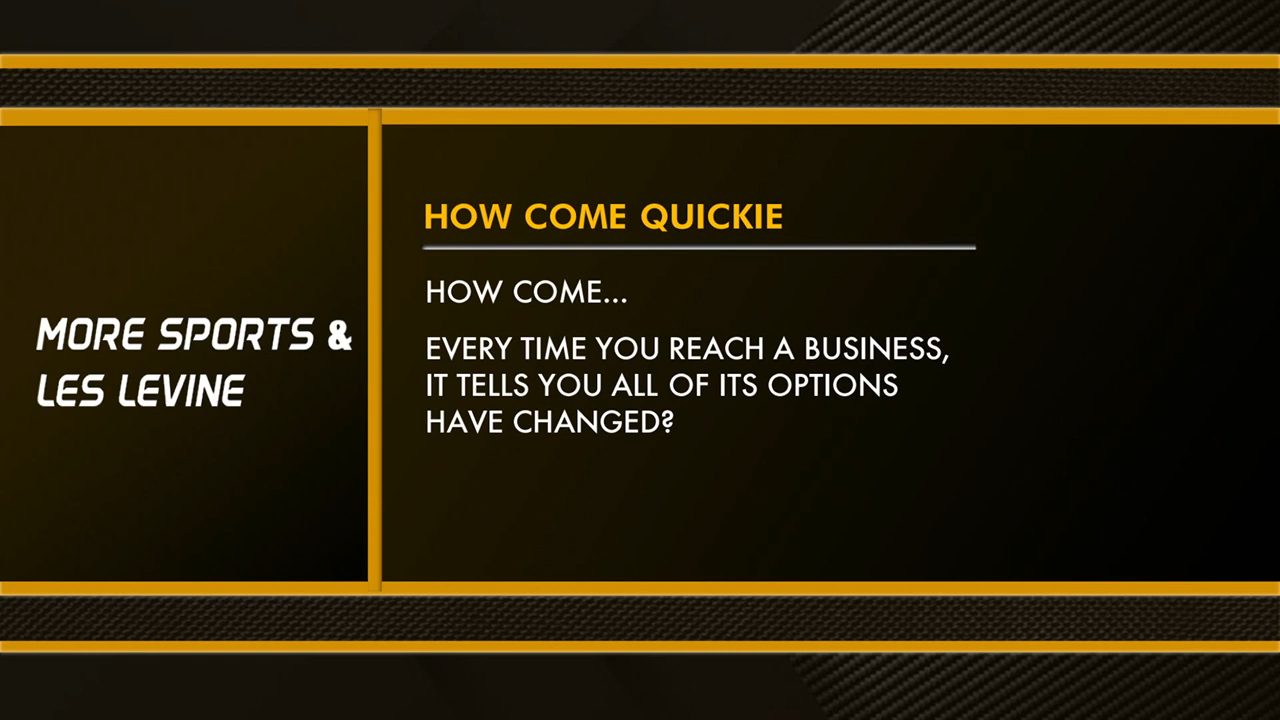 HOW COME QUICKIE
HOW COME...
EVERY TIME YOU REACH A BUSINESS,
IT TELLS YOU ALL OF ITS OPTIONS
HAVE CHANGED?
MORE SPORTS &
LES LEVINE